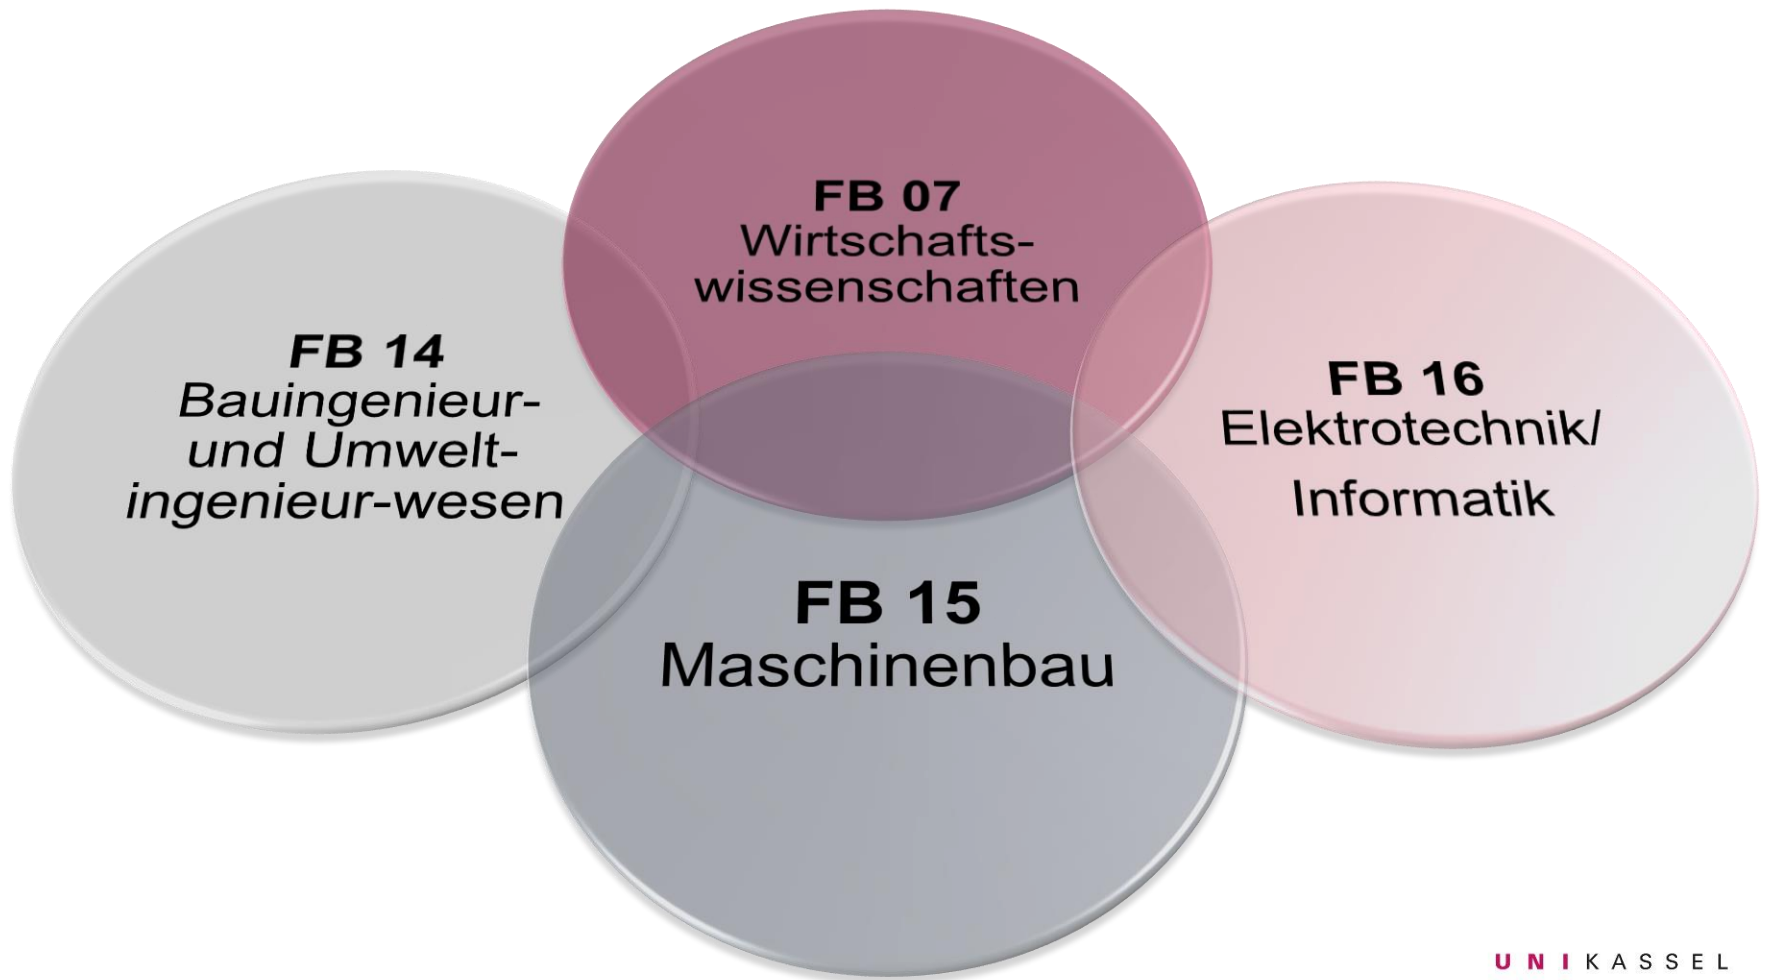 FB 07
Wirtschafts-
wissenschaften
FB 14
Bauingenieur-
und Umwelt-
ingenieur-wesen
FB 16
Elektrotechnik/
Informatik
FB 15
Maschinenbau
UNIKASSEL